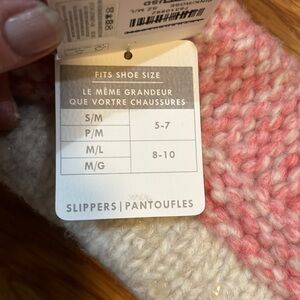 FITS SHOE SIZE
LE MÊME GRANDEUR
QUE VORTRE CHAUSSURES
S/M
P/M
5-7
M/L
M/G
8-10
SLIPPERS | PANTOUFLES